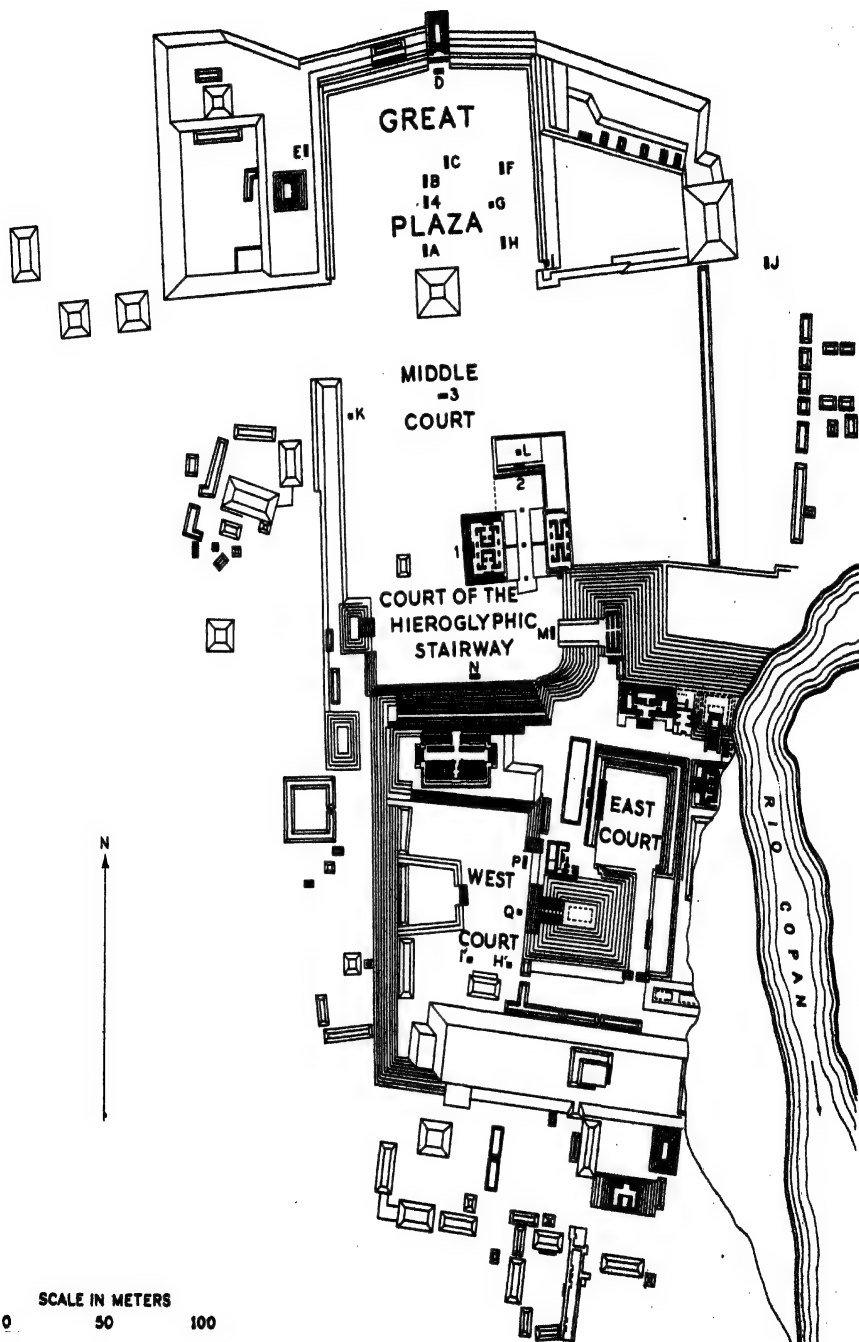 D
GREAT
E
C
F
B
4
G
PLAZA
A
H
I
J
MIDDLE
3
COURT
K
L
2
1
COURT OF THE
HIEROGLYPHIC
M
STAIRWAY
N
EAST
COURT
N
P
WEST
Q
COURT
I'
H'
RIO COPAN
SCALE IN METERS
0 50 100